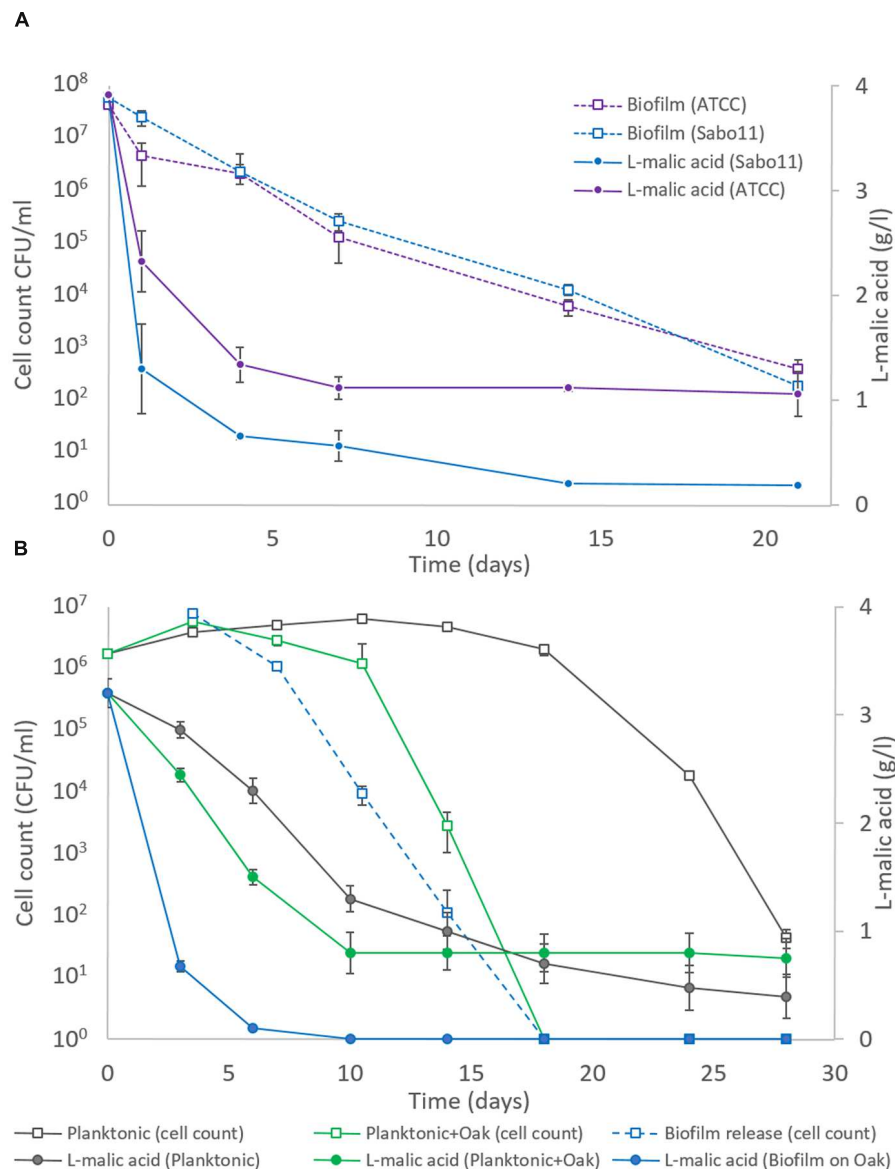 A
10⁸
10⁷
10⁶
10⁵
10⁴
10³
10²
10¹
10⁰
Cell count CFU/ml
4
3
2
1
0
L-malic acid (g/l)
Biofilm (ATCC)
Biofilm (Sabo11)
L-malic acid (Sabo11)
L-malic acid (ATCC)
0 5 10 15 20
Time (days)
B
10⁷
10⁶
10⁵
10⁴
10³
10²
10¹
10⁰
Cell count (CFU/ml)
4
3
2
1
0
L-malic acid (g/l)
0 5 10 15 20 25 30
Time (days)
Planktonic (cell count) Planktonic+Oak (cell count) Biofilm release (cell count)
L-malic acid (Planktonic) L-malic acid (Planktonic+Oak) L-malic acid (Biofilm on Oak)